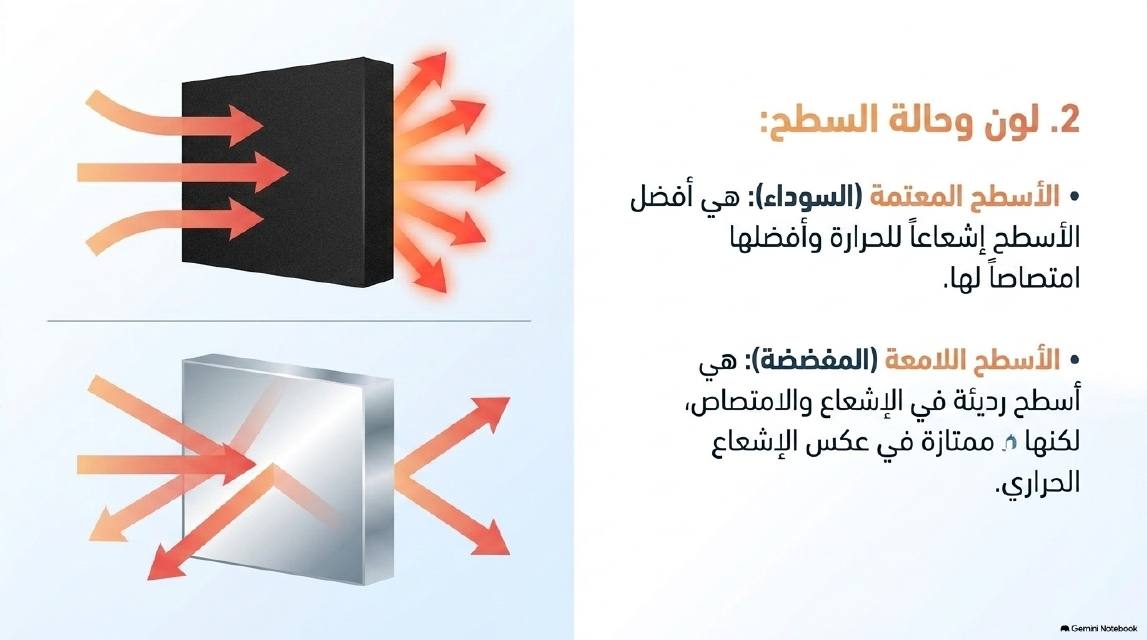 2. لون وحالة السطح:
• الأسطح المعتمة (السوداء): هي أفضل
الأسطح إشعاعاً للحرارة وأفضلها
امتصاصاً لها.
• الأسطح اللامعة (المفضضة): هي
أسطح رديئة في الإشعاع والامتصاص،
لكنها ممتازة في عكس الإشعاع
الحراري.
Gemini Notebook